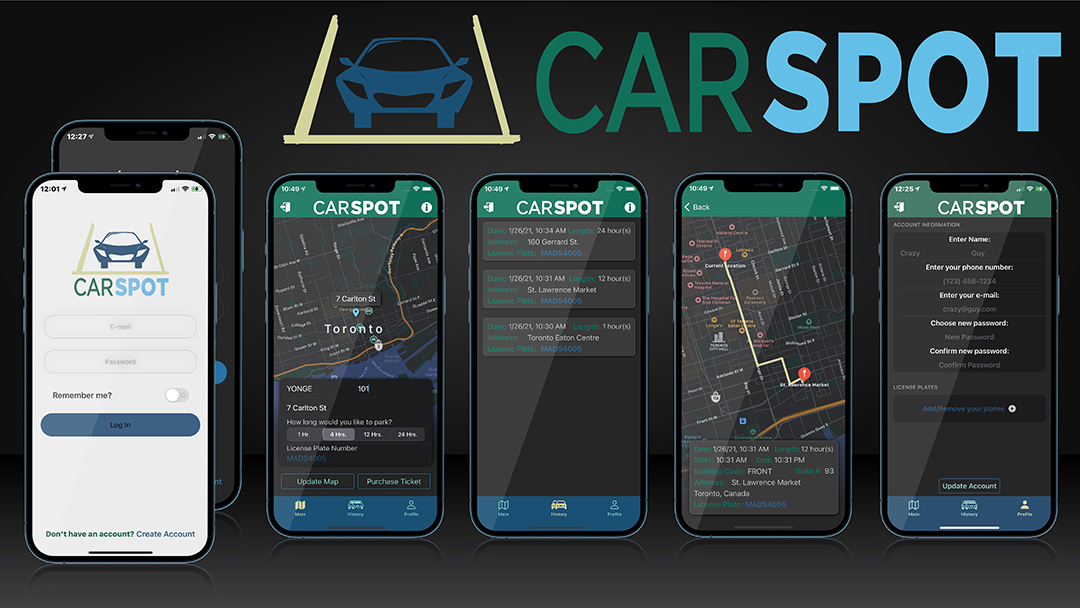 CARSPOT
12:27
12:01
CARSPOT
E-mail
Password
Remember me?
Log In
Don't have an account? Create Account
10:49
CARSPOT
7 Carlton St
Toronto
YONGE 101
7 Carlton St
How long would you like to park?
1 Hr. 4 Hrs. 12 Hrs. 24 Hrs.
License Plate Number
MADS4005
Update Map Purchase Ticket
Main History Profile
10:49
CARSPOT
Date: 1/26/21, 10:34 AM Length: 24 hour(s)
Address: 160 Gerrard St.
License Plate: MADS4005
Date: 1/26/21, 10:31 AM Length: 12 hour(s)
Address: St. Lawrence Market
License Plate: MADS4005
Date: 1/26/21, 10:30 AM Length: 1 hour(s)
Address: Toronto Eaton Centre
License Plate: MADS4005
Main History Profile
10:49
Back
Current Location
St. Lawrence Market
Date: 1/26/21, 10:31 AM Length: 12 hour(s)
Start: 10:31 AM End: 10:31 PM
Building Code: FRONT Suite #: 93
Address: St. Lawrence Market
Toronto, Canada
License Plate: MADS4005
12:25
CARSPOT
ACCOUNT INFORMATION
Enter Name:
Crazy Guy
Enter your phone number:
(123) 456-1234
Enter your e-mail:
crazy@guy.com
Choose new password:
New Password
Confirm new password:
Confirm Password
LICENSE PLATES
Add/Remove your plates
Update Account
Main History Profile